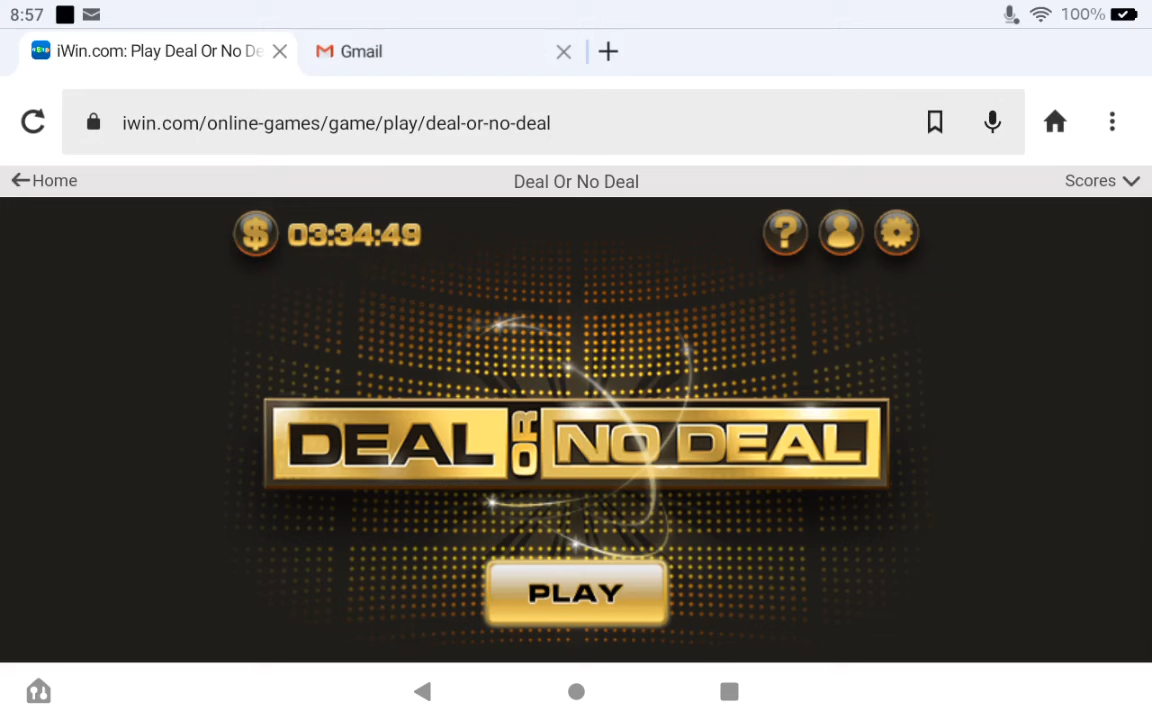 8:57
100%
iWin.com: Play Deal Or No De
Gmail
iwin.com/online-games/game/play/deal-or-no-deal
Home
Deal Or No Deal
Scores
$ 03:34:49
?
DEAL OR NO DEAL
PLAY